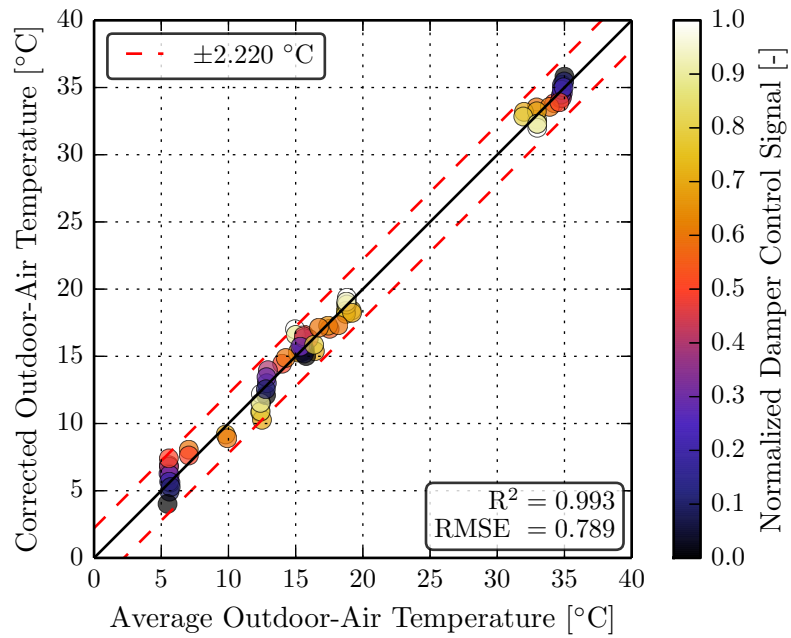 40
35
30
25
20
15
10
5
0
Corrected Outdoor-Air Temperature [°C]
±2.220 °C
R² = 0.993
RMSE = 0.789
0 5 10 15 20 25 30 35 40
Average Outdoor-Air Temperature [°C]
1.0
0.9
0.8
0.7
0.6
0.5
0.4
0.3
0.2
0.1
0.0
Normalized Damper Control Signal [-]